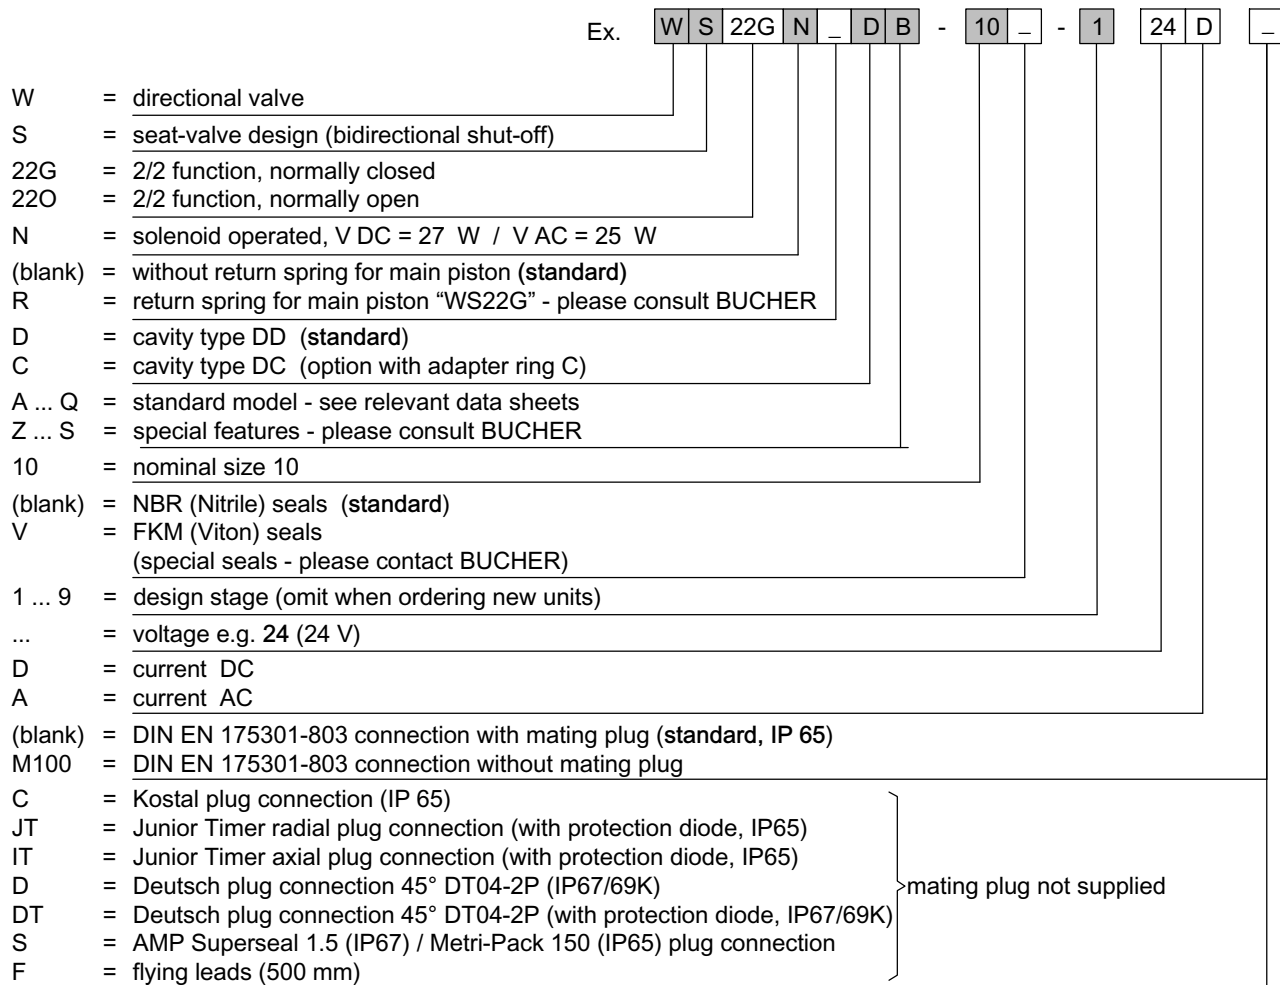 Ex. W S 22G N _ D B - 10 _ - 1 24 D _
W = directional valve
S = seat-valve design (bidirectional shut-off)
22G = 2/2 function, normally closed
22O = 2/2 function, normally open
N = solenoid operated, V DC = 27 W / V AC = 25 W
(blank) = without return spring for main piston (standard)
R = return spring for main piston “WS22G” - please consult BUCHER
D = cavity type DD (standard)
C = cavity type DC (option with adapter ring C)
A ... Q = standard model - see relevant data sheets
Z ... S = special features - please consult BUCHER
10 = nominal size 10
(blank) = NBR (Nitrile) seals (standard)
V = FKM (Viton) seals
(special seals - please contact BUCHER)
1 ... 9 = design stage (omit when ordering new units)
... = voltage e.g. 24 (24 V)
D = current DC
A = current AC
(blank) = DIN EN 175301-803 connection with mating plug (standard, IP 65)
M100 = DIN EN 175301-803 connection without mating plug
C = Kostal plug connection (IP 65)
JT = Junior Timer radial plug connection (with protection diode, IP65)
IT = Junior Timer axial plug connection (with protection diode, IP65)
D = Deutsch plug connection 45° DT04-2P (IP67/69K)
mating plug not supplied
DT = Deutsch plug connection 45° DT04-2P (with protection diode, IP67/69K)
S = AMP Superseal 1.5 (IP67) / Metri-Pack 150 (IP65) plug connection
F = flying leads (500 mm)